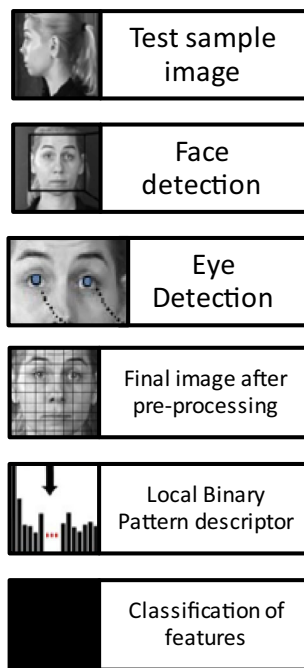 Test sample
image
Face
detection
Eye
Detection
Final image after
pre-processing
Local Binary
Pattern descriptor
Classification of
features